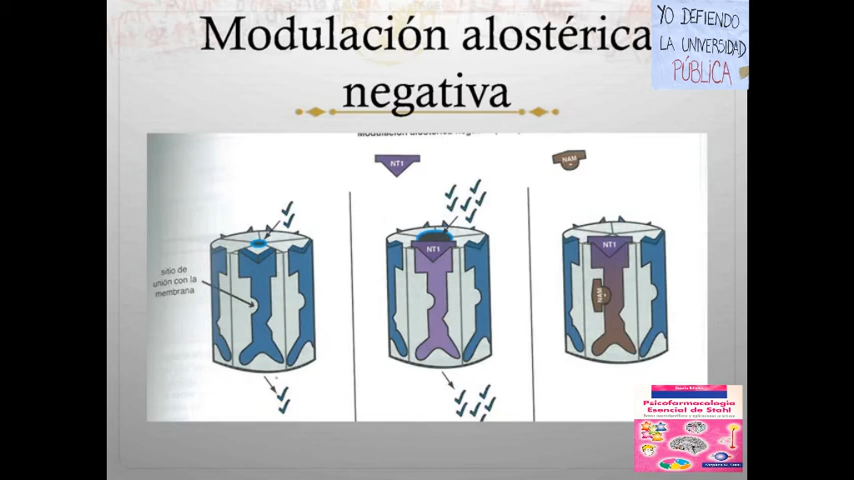 Modulación alostérica
negativa
YO DEFIENDO
LA UNIVERSIDAD
PÚBLICA
NT1
NAM
NT1
NT1
sitio de
unión con la
membrana
NAM
Psicofarmacología
Esencial de Stahl